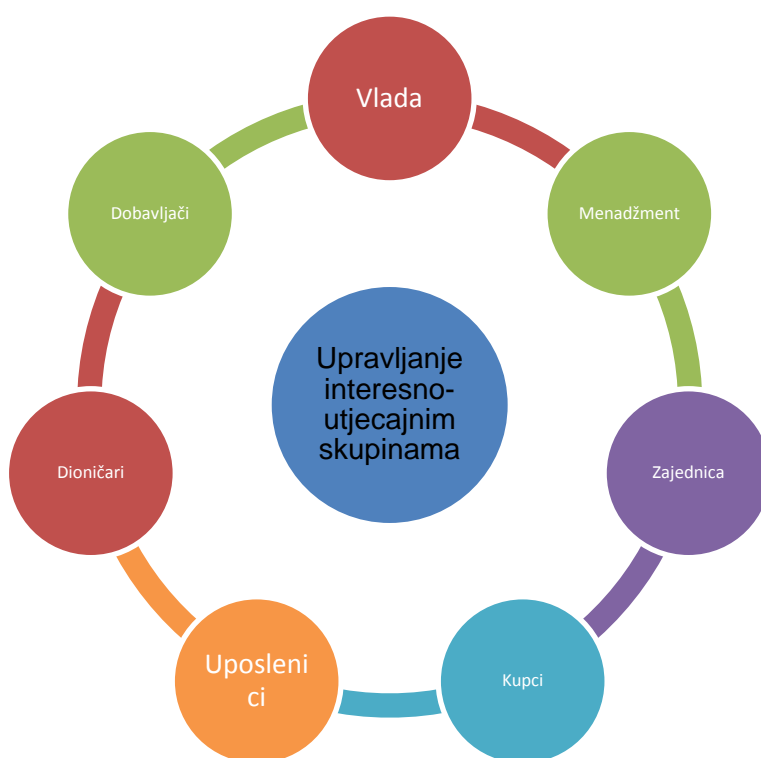 Vlada
Menadžment
Zajednica
Kupci
Uposleni
ci
Dioničari
Dobavljači
Upravljanje
interesno-
utjecajnim
skupinama